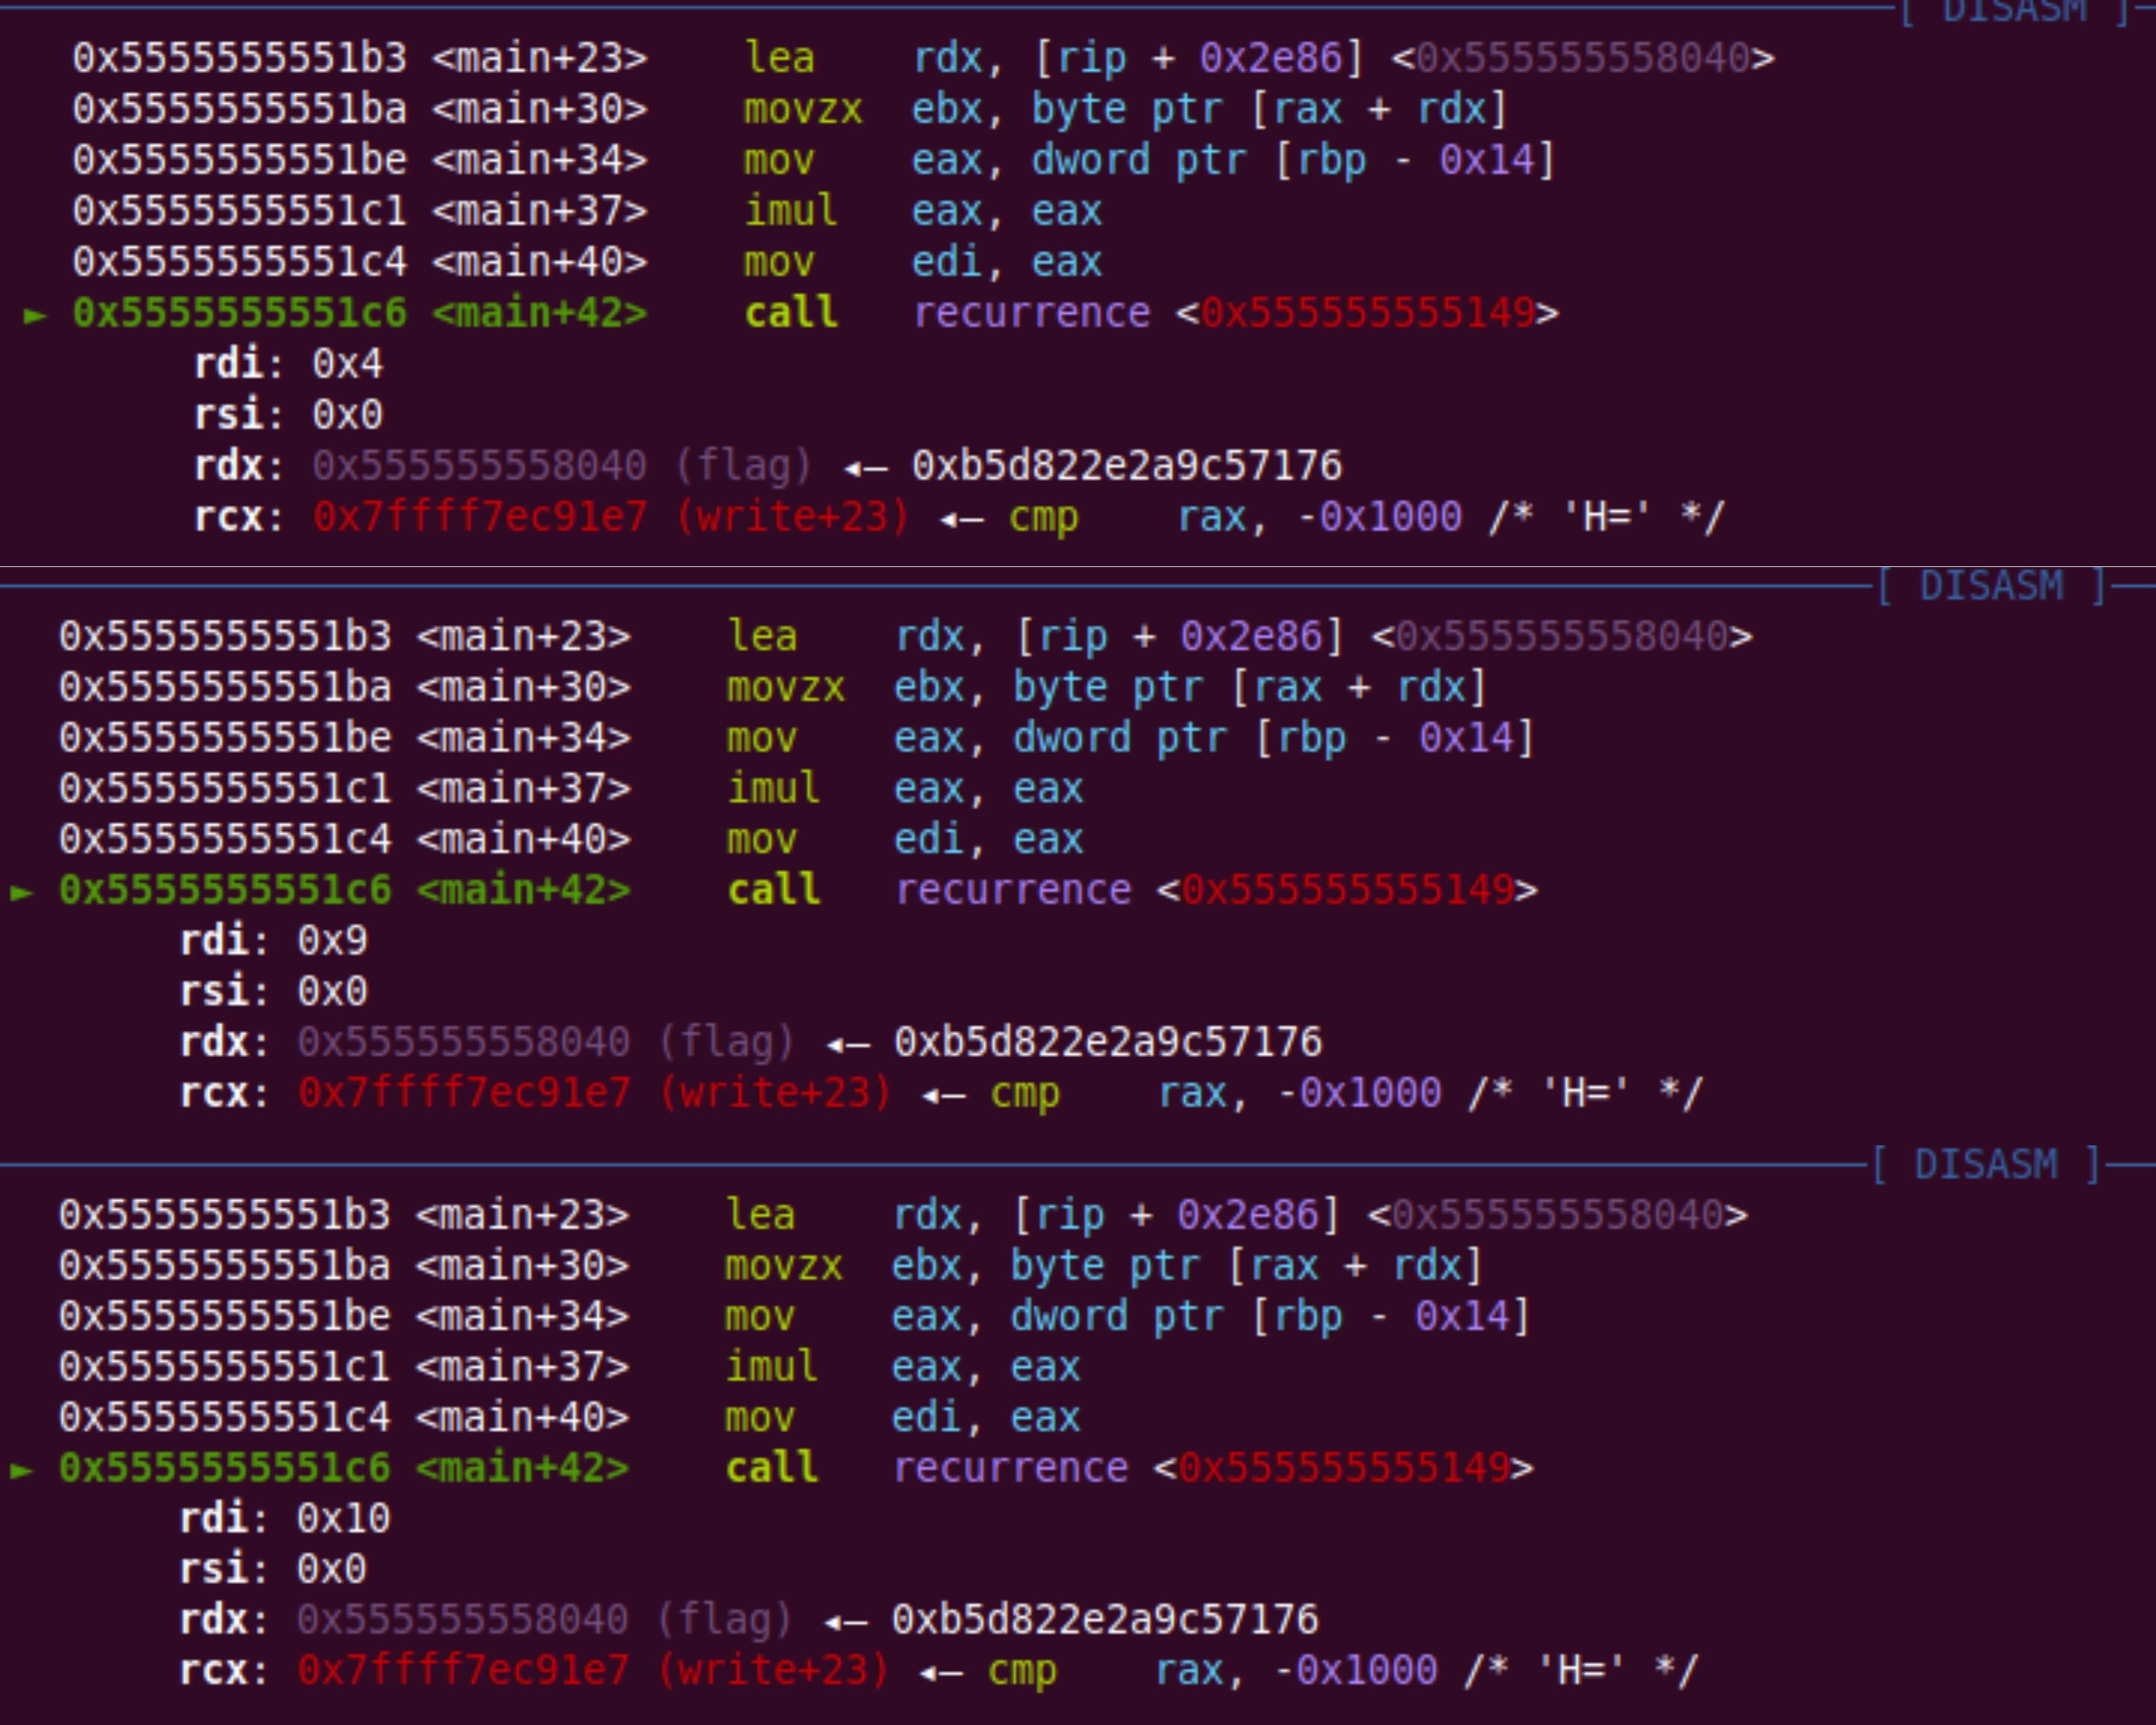 [ DISASM ]
0x5555555551b3 <main+23>    lea    rdx, [rip + 0x2e86] <0x555555558040>
0x5555555551ba <main+30>    movzx  ebx, byte ptr [rax + rdx]
0x5555555551be <main+34>    mov    eax, dword ptr [rbp - 0x14]
0x5555555551c1 <main+37>    imul   eax, eax
0x5555555551c4 <main+40>    mov    edi, eax
► 0x5555555551c6 <main+42>    call   recurrence <0x555555555149>
rdi: 0x4
rsi: 0x0
rdx: 0x555555558040 (flag) ◂— 0xb5d822e2a9c57176
rcx: 0x7ffff7ec91e7 (write+23) ◂— cmp    rax, -0x1000 /* 'H=' */
[ DISASM ]
0x5555555551b3 <main+23>    lea    rdx, [rip + 0x2e86] <0x555555558040>
0x5555555551ba <main+30>    movzx  ebx, byte ptr [rax + rdx]
0x5555555551be <main+34>    mov    eax, dword ptr [rbp - 0x14]
0x5555555551c1 <main+37>    imul   eax, eax
0x5555555551c4 <main+40>    mov    edi, eax
► 0x5555555551c6 <main+42>    call   recurrence <0x555555555149>
rdi: 0x9
rsi: 0x0
rdx: 0x555555558040 (flag) ◂— 0xb5d822e2a9c57176
rcx: 0x7ffff7ec91e7 (write+23) ◂— cmp    rax, -0x1000 /* 'H=' */
[ DISASM ]
0x5555555551b3 <main+23>    lea    rdx, [rip + 0x2e86] <0x555555558040>
0x5555555551ba <main+30>    movzx  ebx, byte ptr [rax + rdx]
0x5555555551be <main+34>    mov    eax, dword ptr [rbp - 0x14]
0x5555555551c1 <main+37>    imul   eax, eax
0x5555555551c4 <main+40>    mov    edi, eax
► 0x5555555551c6 <main+42>    call   recurrence <0x555555555149>
rdi: 0x10
rsi: 0x0
rdx: 0x555555558040 (flag) ◂— 0xb5d822e2a9c57176
rcx: 0x7ffff7ec91e7 (write+23) ◂— cmp    rax, -0x1000 /* 'H=' */